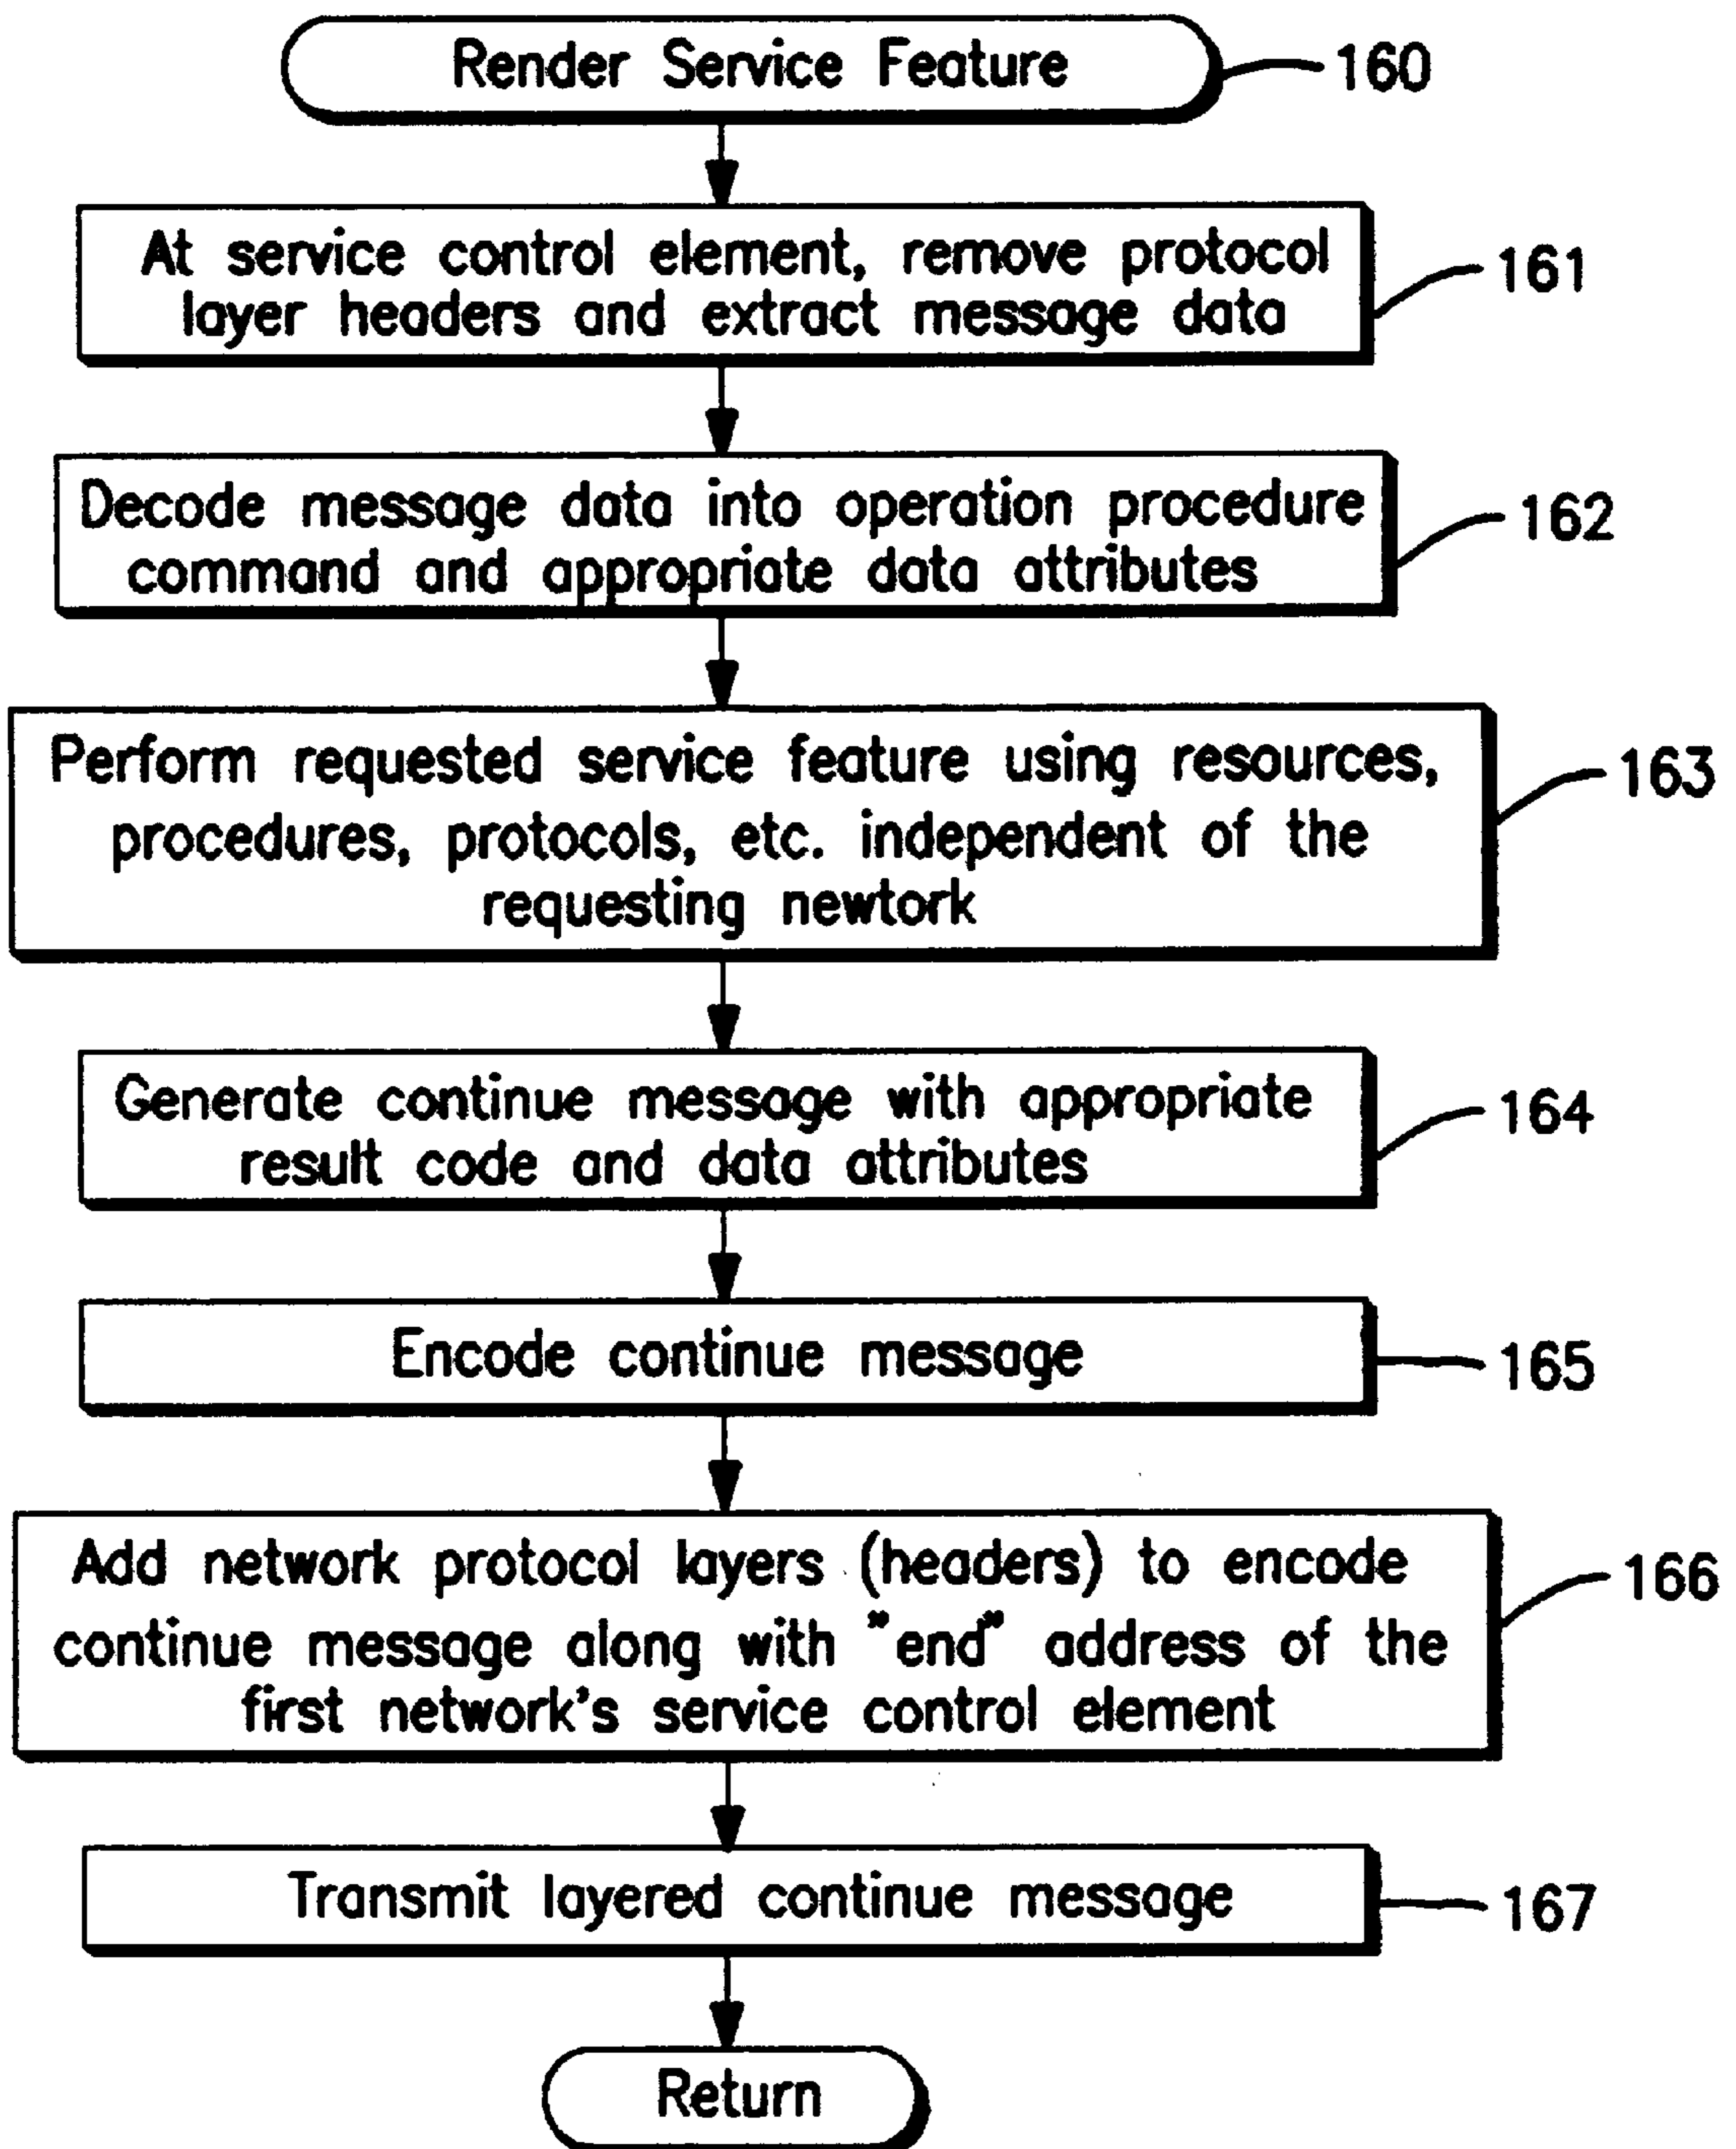 Render Service Feature
160
At service control element, remove protocol
layer headers and extract message data
161
Decode message data into operation procedure
command and appropriate data attributes
162
Perform requested service feature using resources,
procedures, protocols, etc. independent of the
requesting newtork
163
Generate continue message with appropriate
result code and data attributes
164
Encode continue message
165
Add network protocol layers (headers) to encode
continue message along with "end" address of the
first network's service control element
166
Transmit layered continue message
167
Return